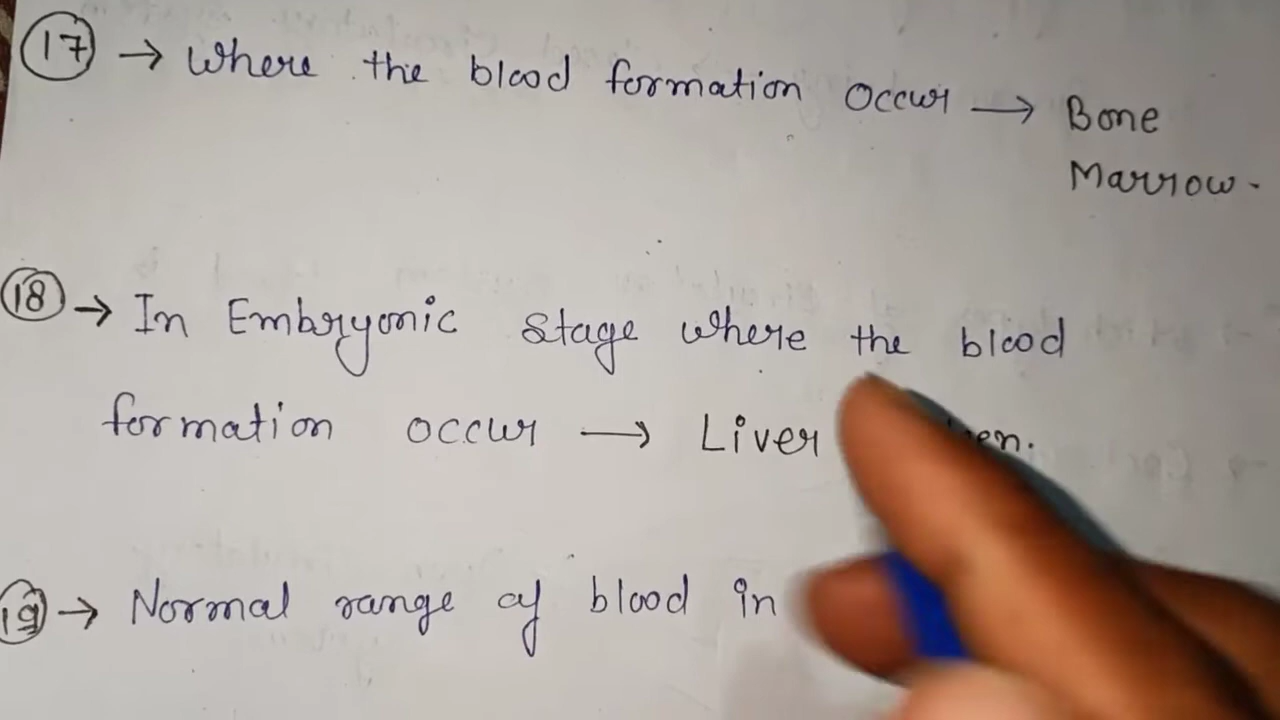 17 → Where the blood formation occur → Bone
Marrow.
18 → In Embryonic stage where the blood
formation occur → Liver
19 → Normal range of blood in